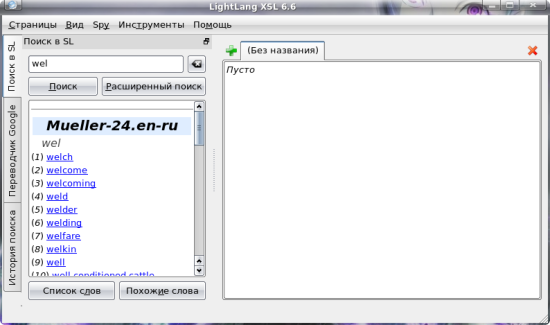 LightLang XSL 6.6
Страницы Вид Spy Инструменты Помощь
Поиск в SL
Переводчик Google
История поиска
Поиск в SL
wel
Поиск Расширенный поиск
Mueller-24.en-ru
wel
(1) welch
(2) welcome
(3) welcoming
(4) weld
(5) welder
(6) welding
(7) welfare
(8) welkin
(9) well
(10) well conditioned cattle
Список слов Похожие слова
(Без названия)
Пусто